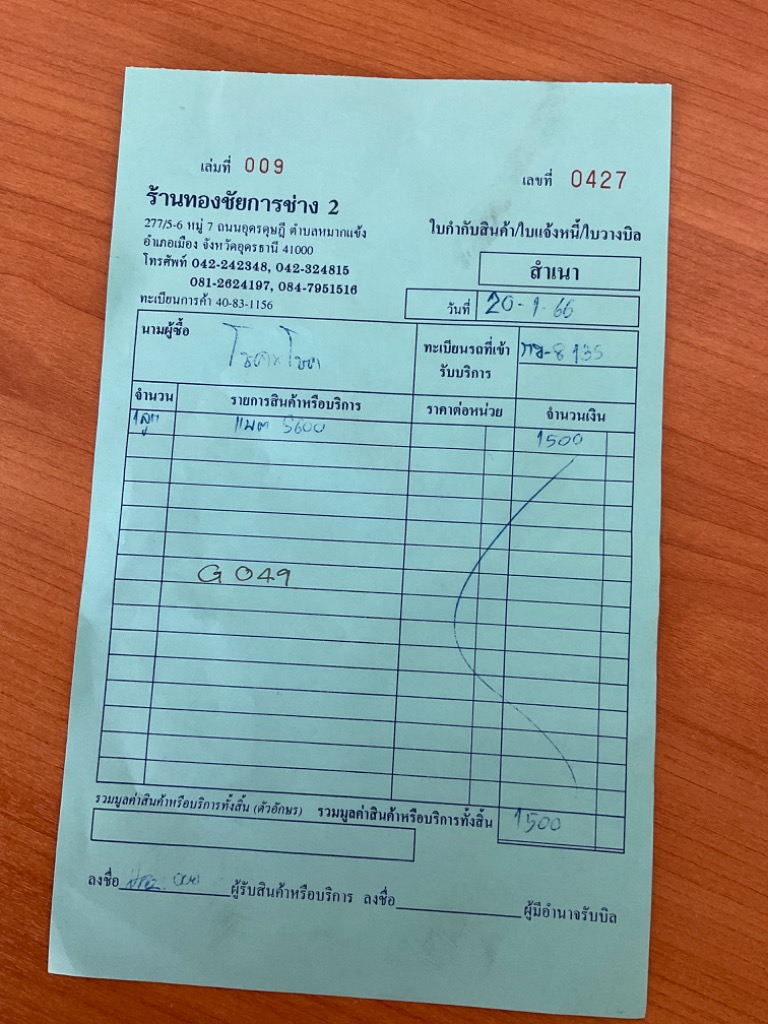 เล่มที่ 009
เลขที่ 0427
ร้านทองชัยการช่าง 2
277/5-6 หมู่ 7 ถนนอุดรดุษฎี ตำบลหมากแข้ง
อำเภอเมือง จังหวัดอุดรธานี 41000
โทรศัพท์ 042-242348, 042-324815
081-2624197, 084-7951516
ทะเบียนการค้า 40-83-1156
ใบกำกับสินค้า/ใบแจ้งหนี้/ใบวางบิล
สำเนา
วันที่ 20-1-66
นามผู้ชื้อ
ทะเบียนรถที่เข้า
รับบริการ
8135
จำนวน รายการสินค้าหรือบริการ ราคาต่อหน่วย จำนวนเงิน
1ลูก แบต 5600 1500
G 049
รวมมูลค่าสินค้าหรือบริการทั้งสิ้น (ตัวอักษร) รวมมูลค่าสินค้าหรือบริการทั้งสิ้น 1500
ลงชื่อ ผู้รับสินค้าหรือบริการ ลงชื่อ ผู้มีอำนาจรับบิล